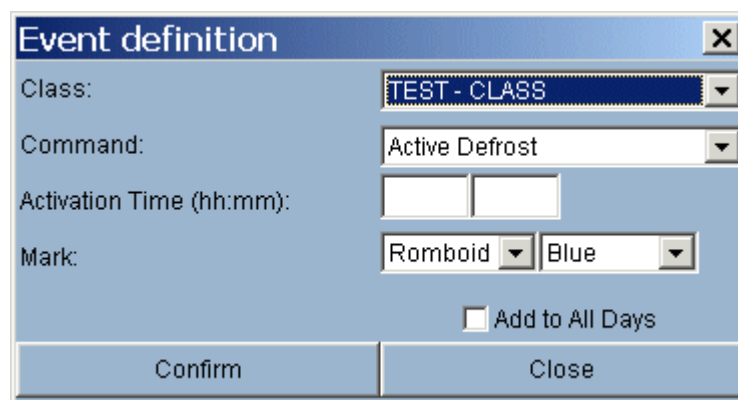 Event definition
Class: TEST - CLASS
Command: Active Defrost
Activation Time (hh:mm):
Mark: Romboid Blue
Add to All Days
Confirm Close